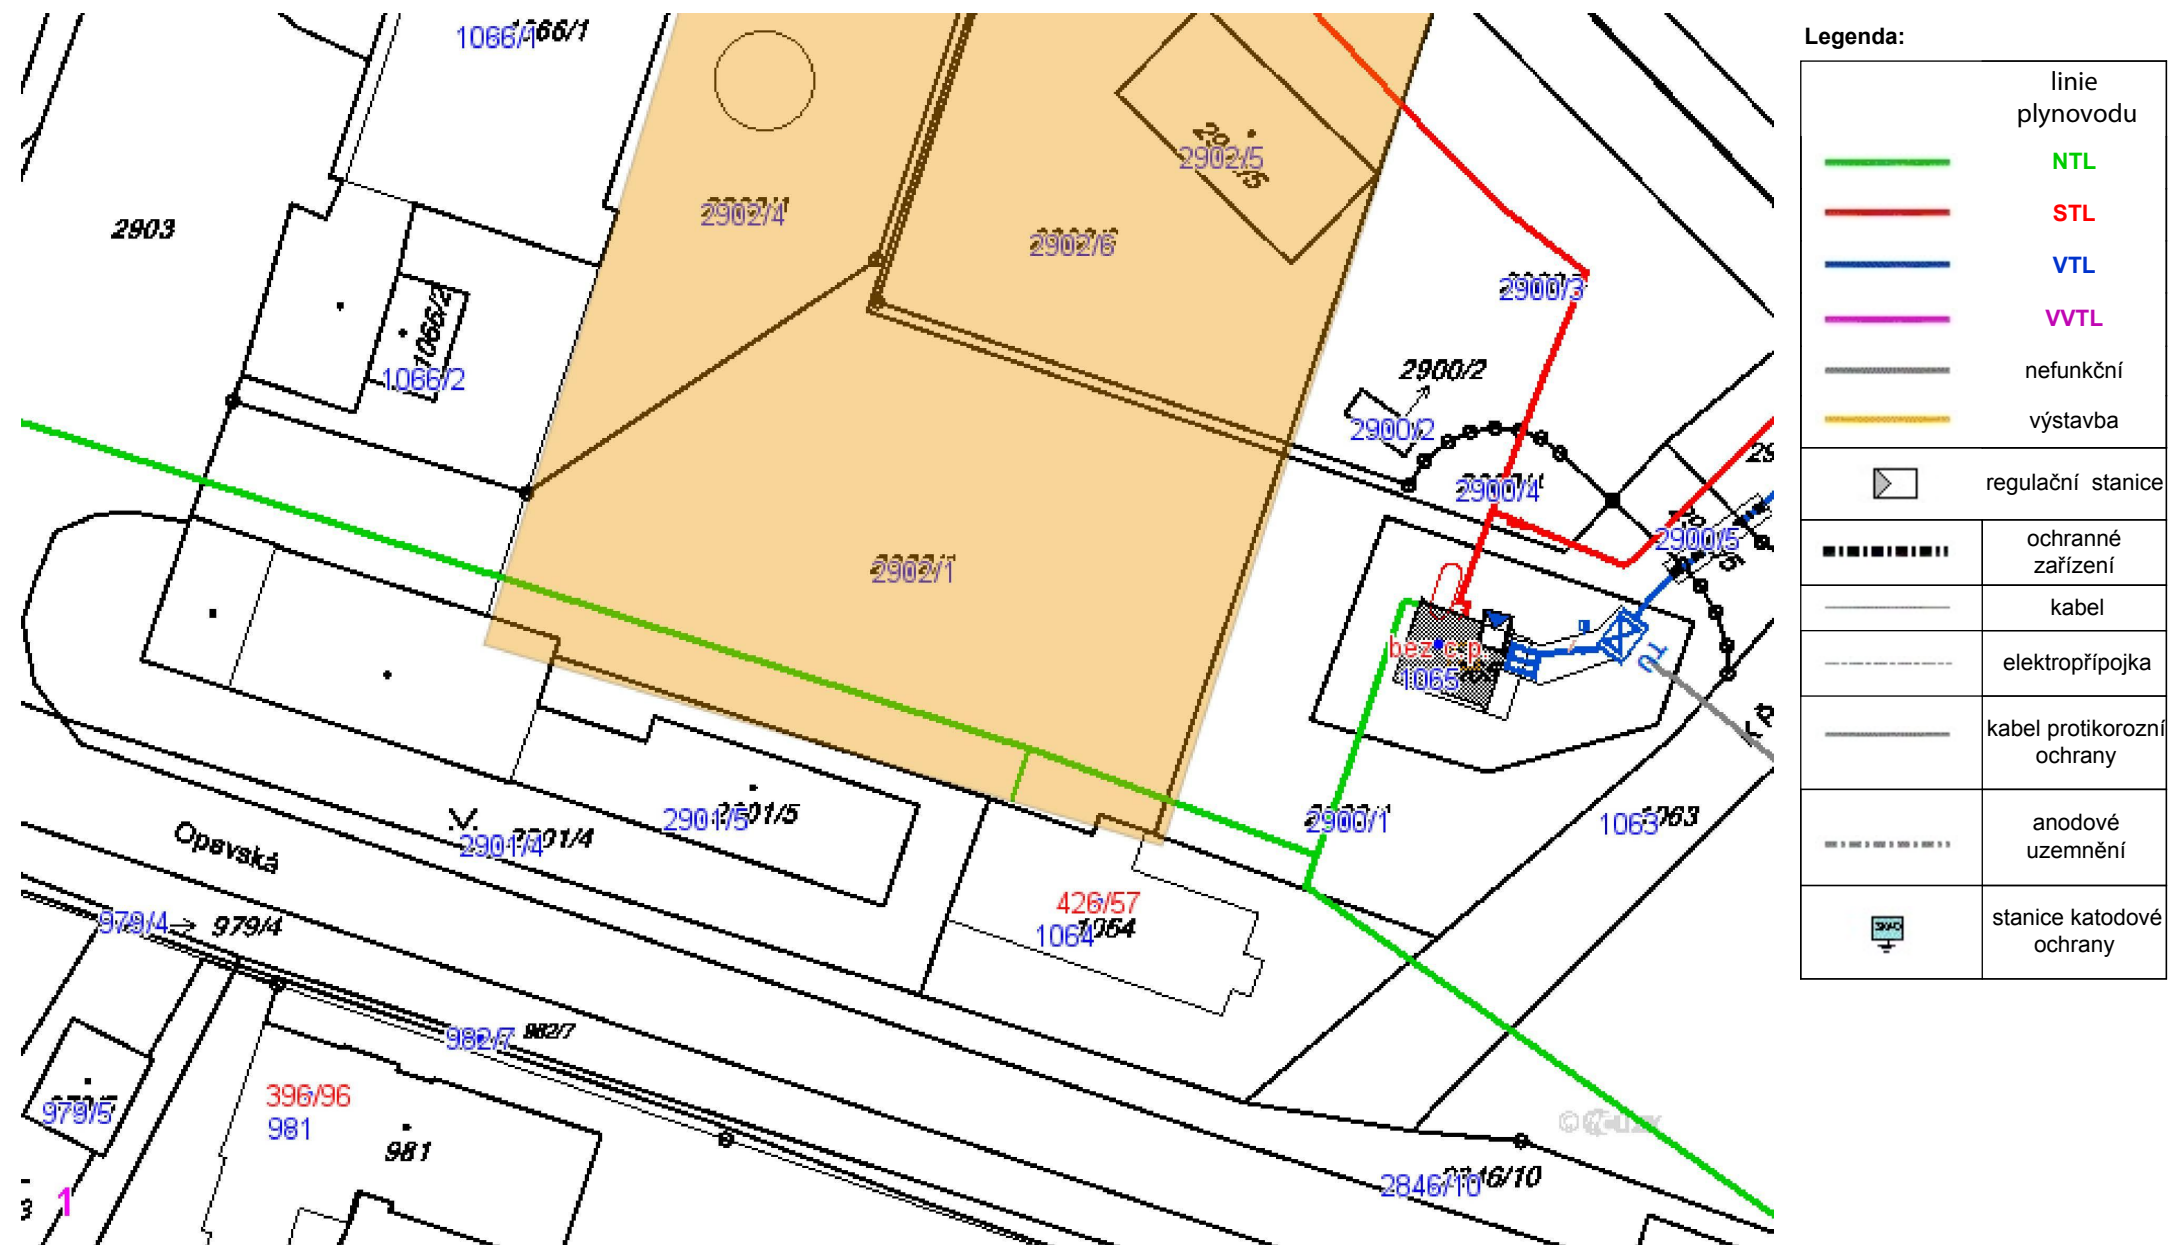 1066/1
1066/1
2903
2902/4
2902/5
2902/6
2900/3
1066/2
1066/2
2900/2
2900/2
2900/4
2900/5
2902/1
bez č.p.
1065
TU
2900/1
1063
1063
2901/5
2901/5
2901/4
2901/4
Opavská
979/4
979/4
426/57
1064
1064
982/7
982/7
396/96
981
981
979/5
2846/10
2846/10
1
Legenda:
linie
plynovodu
NTL
STL
VTL
VVTL
nefunkční
výstavba
regulační stanice
ochranné
zařízení
kabel
elektropřípojka
kabel protikorozní
ochrany
anodové
uzemnění
stanice katodové
ochrany